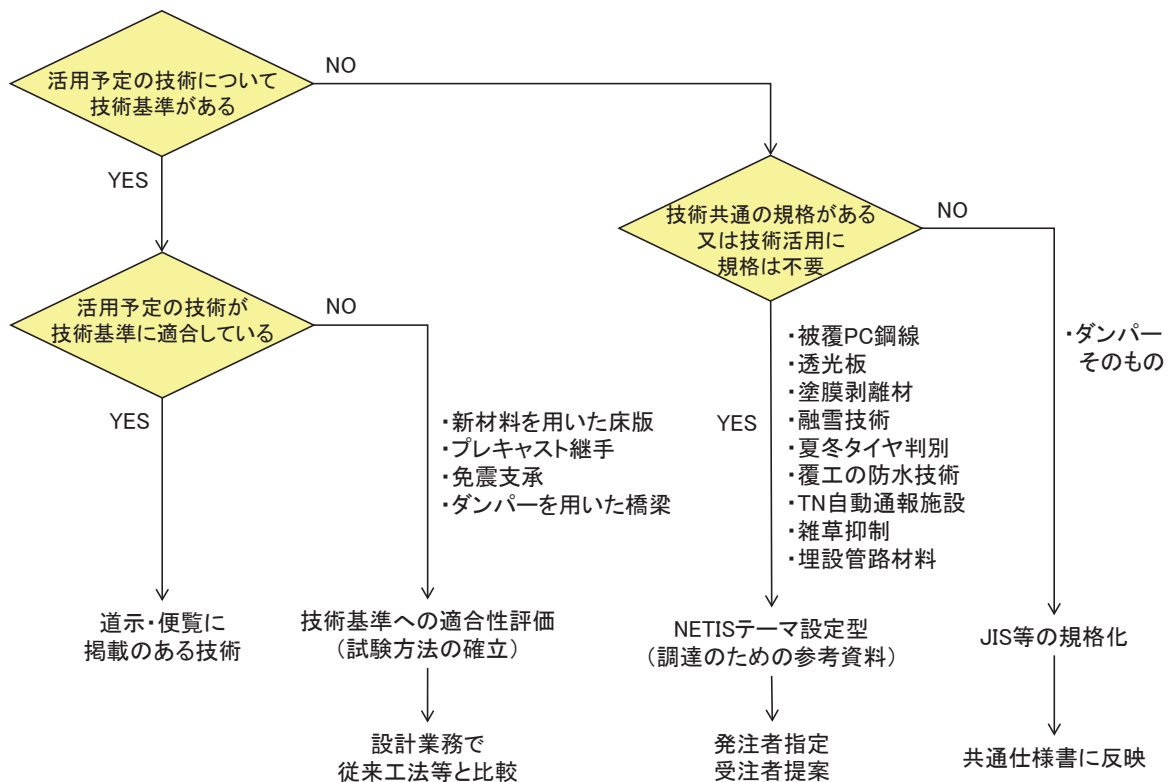 活用予定の技術について
技術基準がある
NO
YES
技術共通の規格がある
又は技術活用に
規格は不要
NO
活用予定の技術が
技術基準に適合している
NO
YES
・新材料を用いた床版
・プレキャスト継手
・免震支承
・ダンパーを用いた橋梁
YES
・被覆PC鋼線
・透光板
・塗膜剥離材
・融雪技術
・夏冬タイヤ判別
・覆工の防水技術
・TN自動通報施設
・雑草抑制
・埋設管路材料
・ダンパー
そのもの
道示・便覧に
掲載のある技術
技術基準への適合性評価
（試験方法の確立）
NETISテーマ設定型
（調達のための参考資料）
JIS等の規格化
設計業務で
従来工法等と比較
発注者指定
受注者提案
共通仕様書に反映